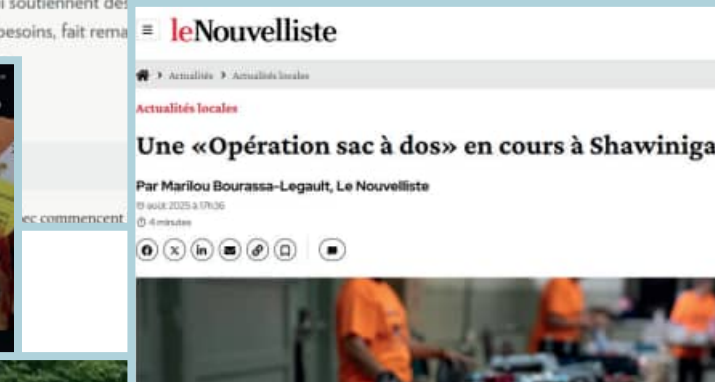 soutiennent des
besoins, fait rema
leNouvelliste
Actualités > Actualités locales
Actualités locales
Une «Opération sac à dos» en cours à Shawiniga
Par Marilou Bourassa-Legault, Le Nouvelliste
août 2025 à 17h36
4 minutes
ec commencent